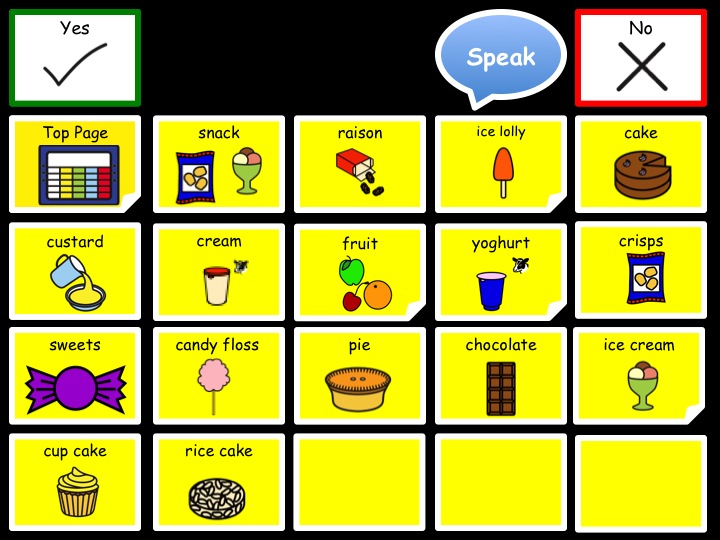 Yes
Speak
No
Top Page
snack
raison
ice lolly
cake
custard
cream
fruit
yoghurt
crisps
sweets
candy floss
pie
chocolate
ice cream
cup cake
rice cake